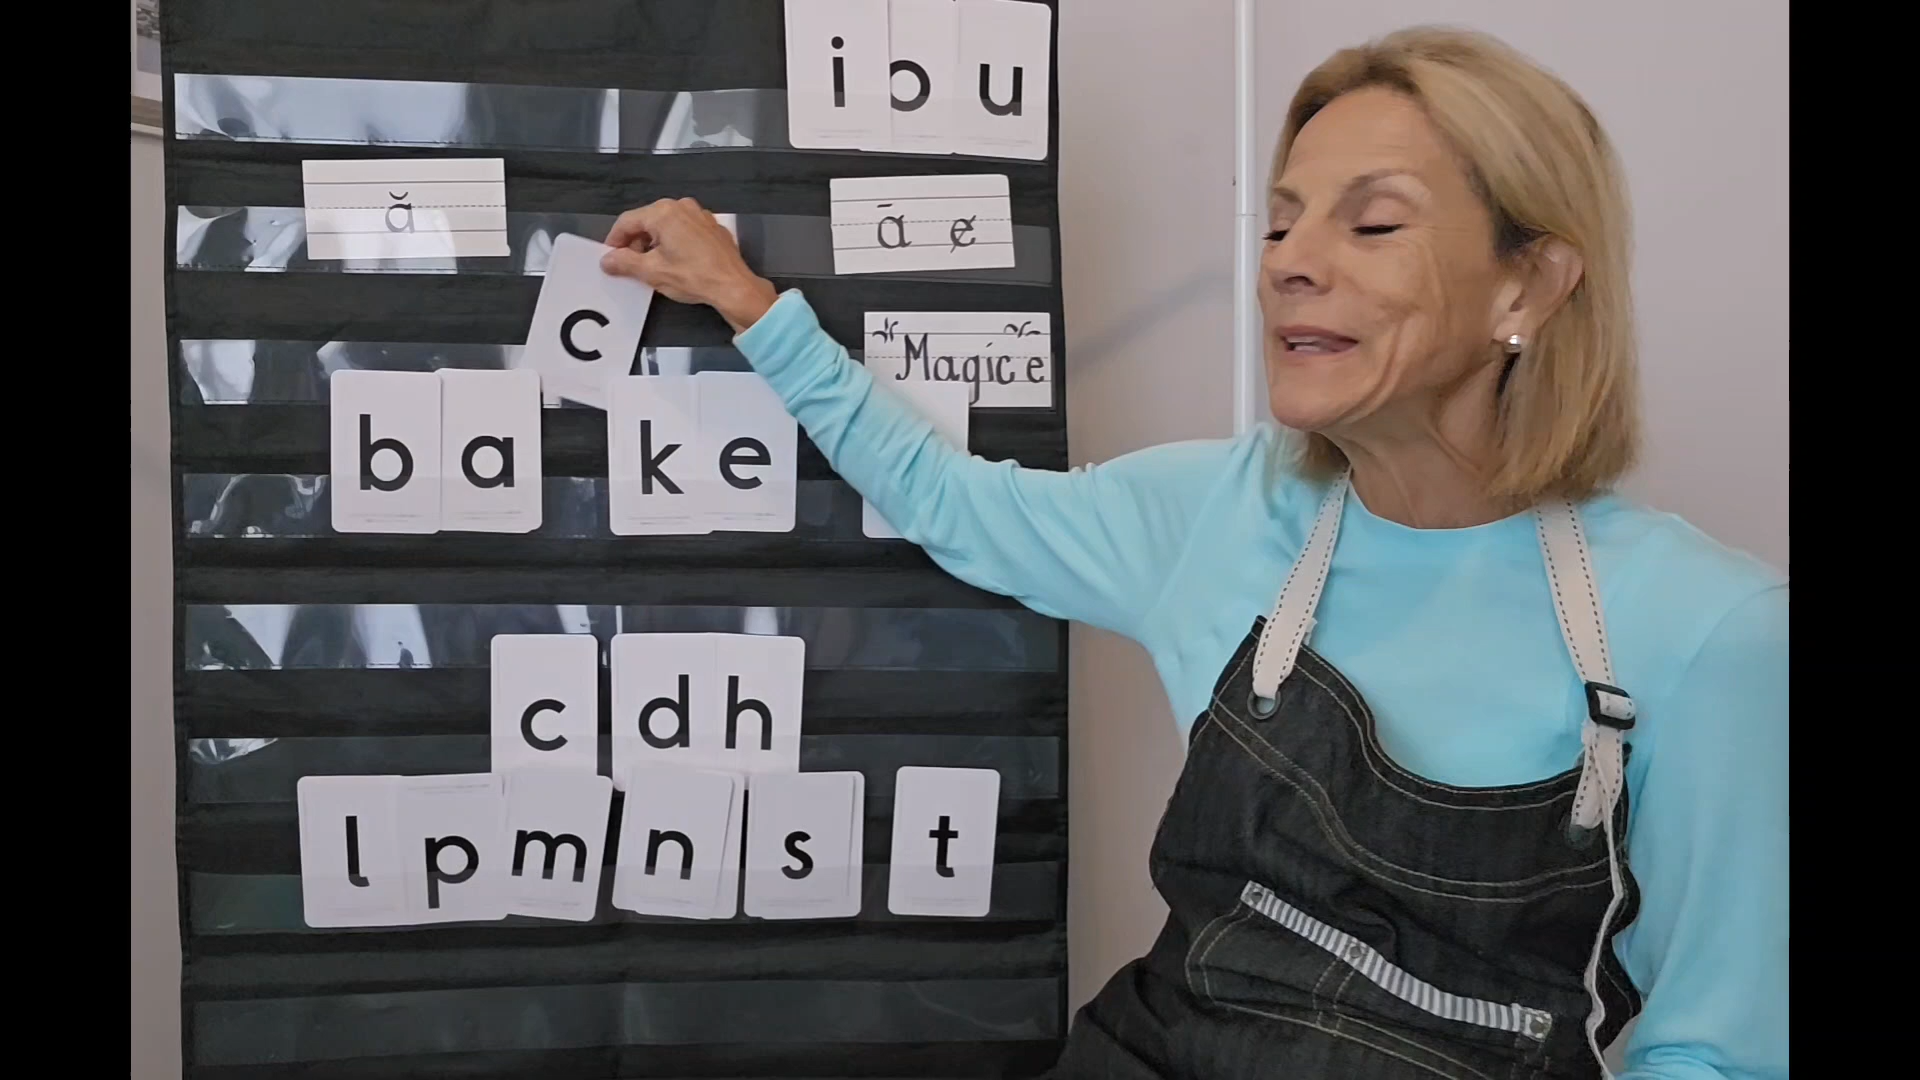 i o u
ă
ā e
c
Magic e
b a k e
c d h
l p m n s t